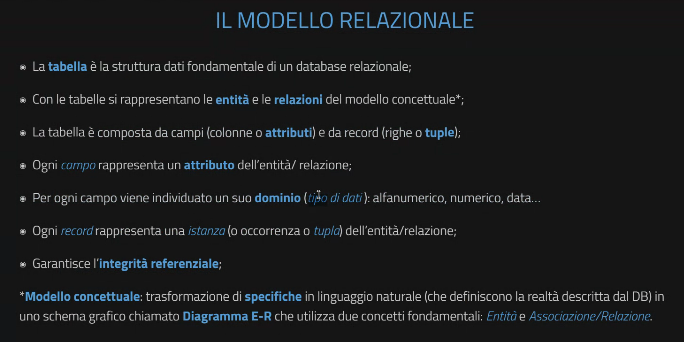 IL MODELLO RELAZIONALE
La tabella è la struttura dati fondamentale di un database relazionale;
Con le tabelle si rappresentano le entità e le relazioni del modello concettuale*;
La tabella è composta da campi (colonne o attributi) e da record (righe o tuple);
Ogni campo rappresenta un attributo dell'entità/ relazione;
Per ogni campo viene individuato un suo dominio (tipo di dati): alfanumerico, numerico, data...
Ogni record rappresenta una istanza (o occorrenza o tupla) dell'entità/relazione;
Garantisce l'integrità referenziale;
*Modello concettuale: trasformazione di specifiche in linguaggio naturale (che definiscono la realtà descritta dal DB) in
uno schema grafico chiamato Diagramma E-R che utilizza due concetti fondamentali: Entità e Associazione/Relazione.